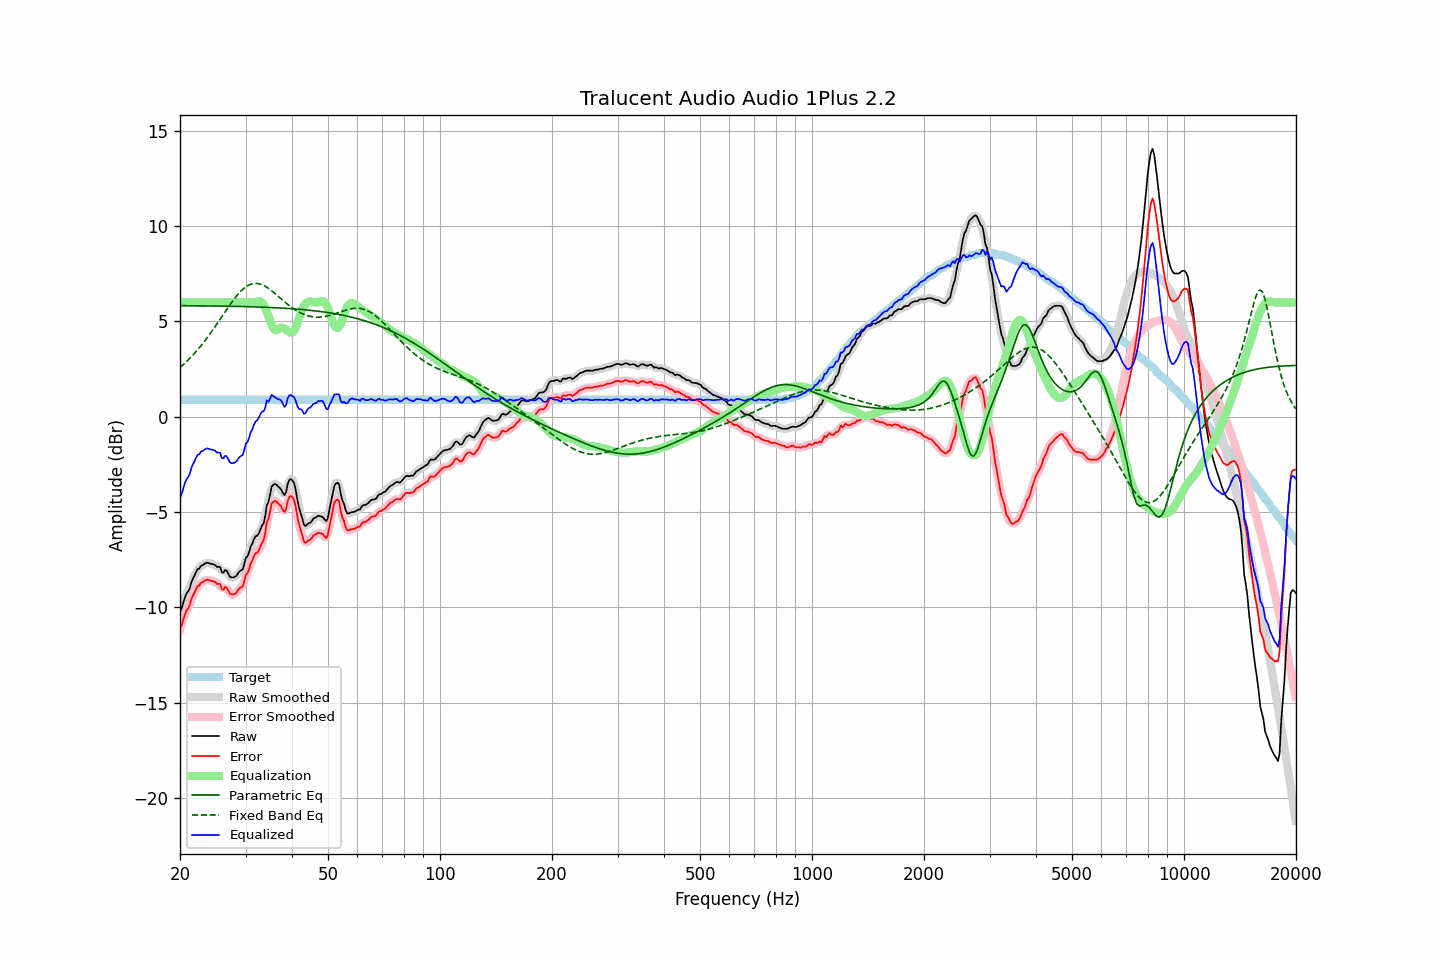 Tralucent Audio Audio 1Plus 2.2
15
10
5
0
−5
−10
−15
−20
Amplitude (dBr)
Target
Raw Smoothed
Error Smoothed
Raw
Error
Equalization
Parametric Eq
Fixed Band Eq
Equalized
20 50 100 200 500 1000 2000 5000 10000 20000
Frequency (Hz)